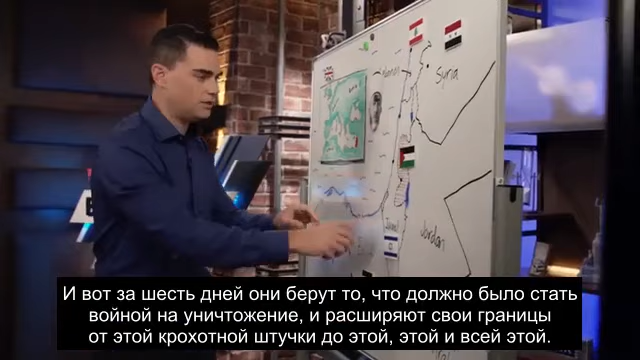 Lebanon
Syria
Israel
Jordan
И вот за шесть дней они берут то, что должно было стать
войной на уничтожение, и расширяют свои границы
от этой крохотной штучки до этой, этой и всей этой.